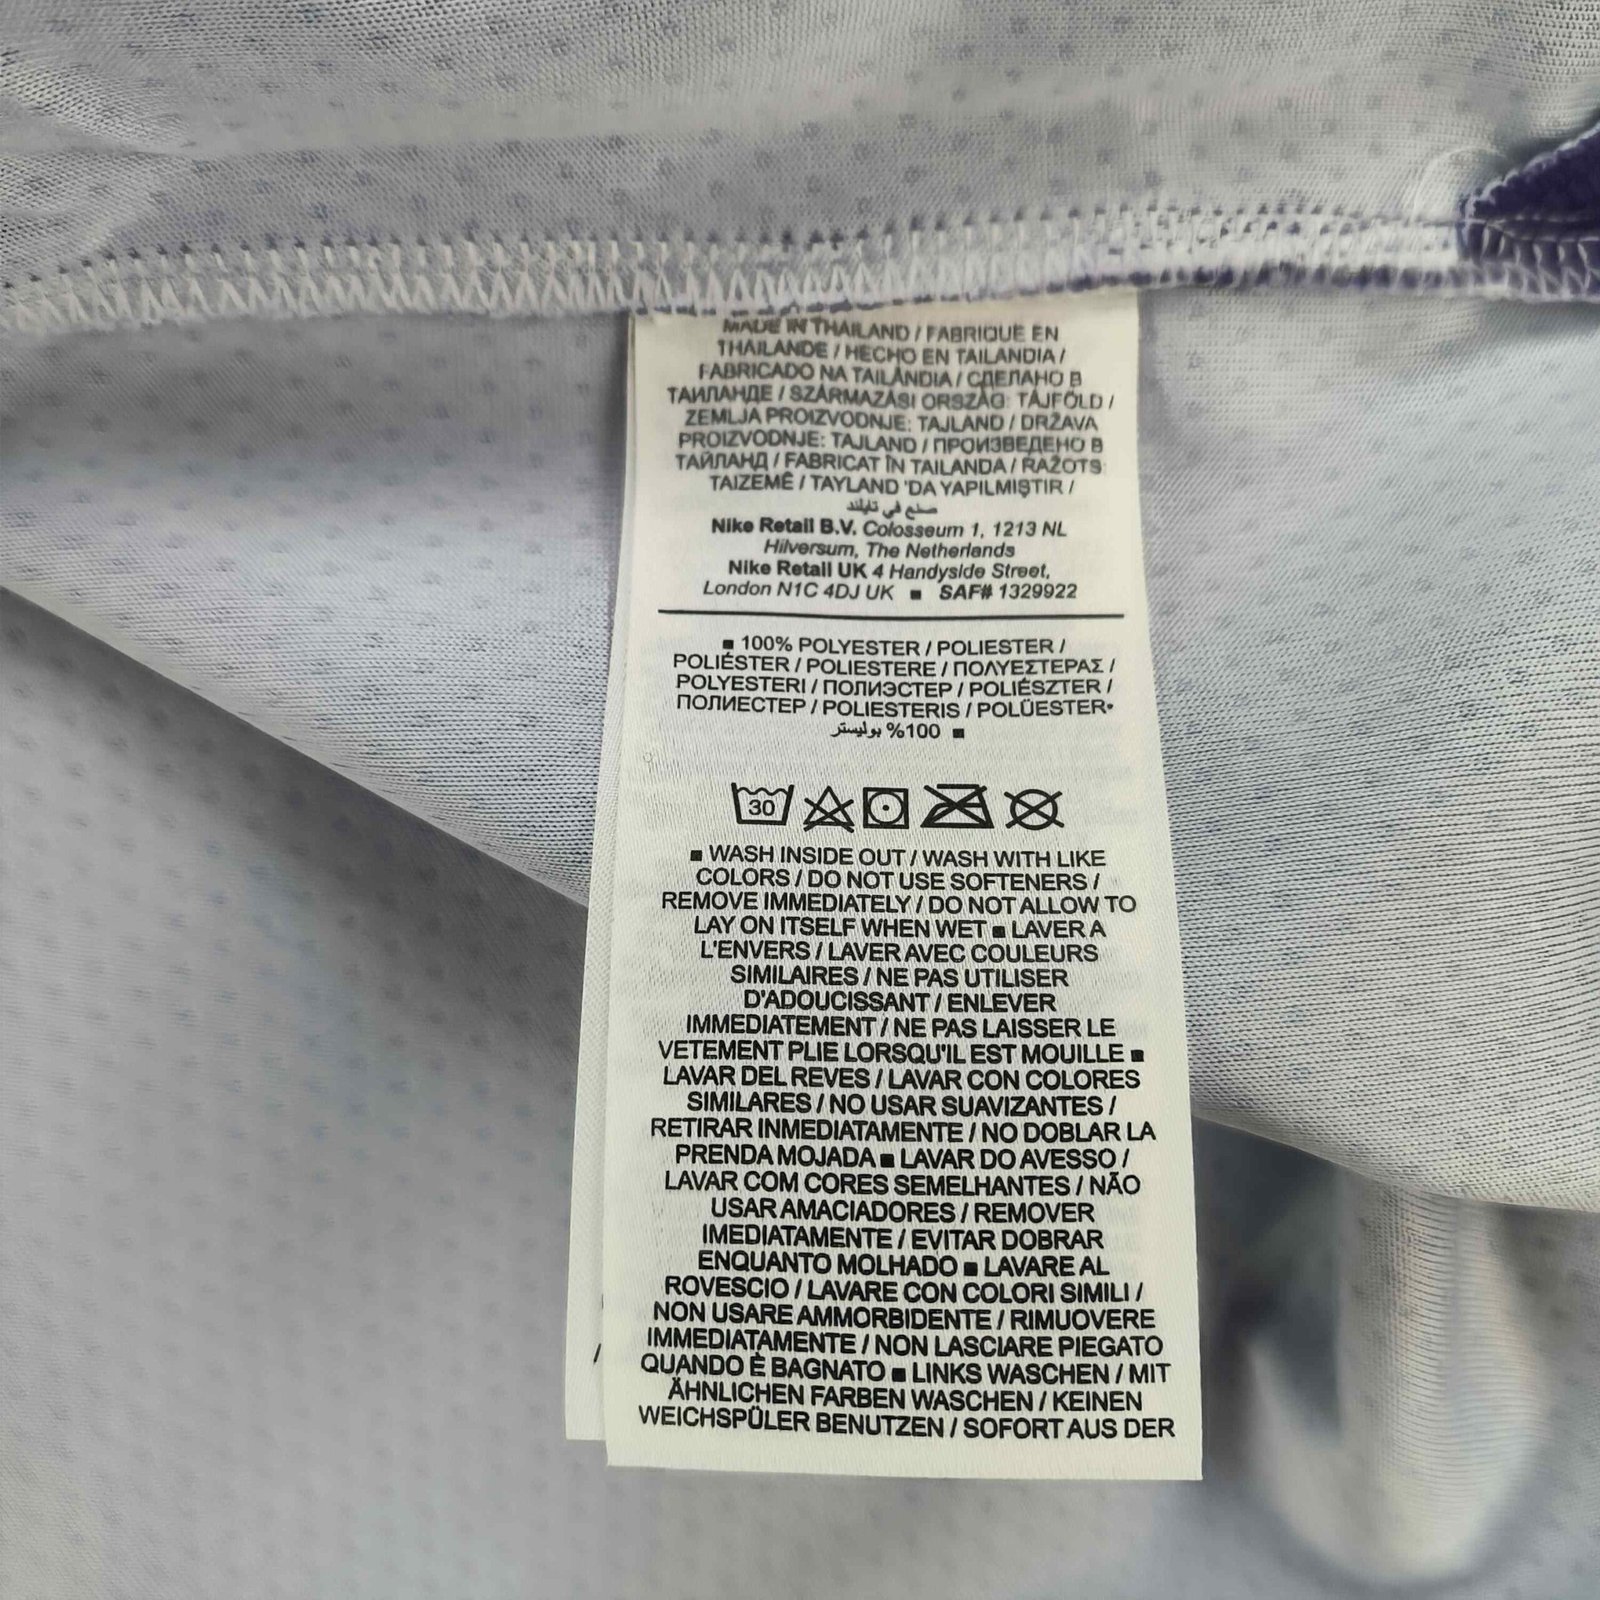 MADE IN THAILAND / FABRIQUÉ EN
THAILANDE / HECHO EN TAILANDIA /
FABRICADO NA TAILÂNDIA / СДЕЛАНО В
ТАИЛАНДЕ / SZÁRMAZÁSI ORSZÁG: TÁJFÖLD /
ZEMLJA PROIZVODNJE: TAJLAND / DRŽAVA
PROIZVODNJE: TAJLAND / ПРОИЗВЕДЕНО В
ТАЙЛАНД / FABRICAT ÎN TAILANDA / RAŽOTS
TAIZEMĒ / TAYLAND 'DA YAPILMIŞTIR /
صنع في تايلند
Nike Retail B.V. Colosseum 1, 1213 NL
Hilversum, The Netherlands
Nike Retail UK 4 Handyside Street,
London N1C 4DJ UK ■ SAF# 1329922
■ 100% POLYESTER / POLIESTER /
POLIÉSTER / POLIESTERE / ΠΟΛΥΕΣΤΕΡΑΣ /
POLYESTERI / ПОЛИЭСТЕР / POLIÉSZTER /
ПОЛИЕСТЕР / POLIESTERIS / POLÜESTER•
100% بوليستر ■
30
■ WASH INSIDE OUT / WASH WITH LIKE
COLORS / DO NOT USE SOFTENERS /
REMOVE IMMEDIATELY / DO NOT ALLOW TO
LAY ON ITSELF WHEN WET ■ LAVER A
L'ENVERS / LAVER AVEC COULEURS
SIMILAIRES / NE PAS UTILISER
D'ADOUCISSANT / ENLEVER
IMMEDIATEMENT / NE PAS LAISSER LE
VETEMENT PLIE LORSQU'IL EST MOUILLE ■
LAVAR DEL REVES / LAVAR CON COLORES
SIMILARES / NO USAR SUAVIZANTES /
RETIRAR INMEDIATAMENTE / NO DOBLAR LA
PRENDA MOJADA ■ LAVAR DO AVESSO /
LAVAR COM CORES SEMELHANTES / NÃO
USAR AMACIADORES / REMOVER
IMEDIATAMENTE / EVITAR DOBRAR
ENQUANTO MOLHADO ■ LAVARE AL
ROVESCIO / LAVARE CON COLORI SIMILI /
NON USARE AMMORBIDENTE / RIMUOVERE
IMMEDIATAMENTE / NON LASCIARE PIEGATO
QUANDO È BAGNATO ■ LINKS WASCHEN / MIT
ÄHNLICHEN FARBEN WASCHEN / KEINEN
WEICHSPÜLER BENUTZEN / SOFORT AUS DER